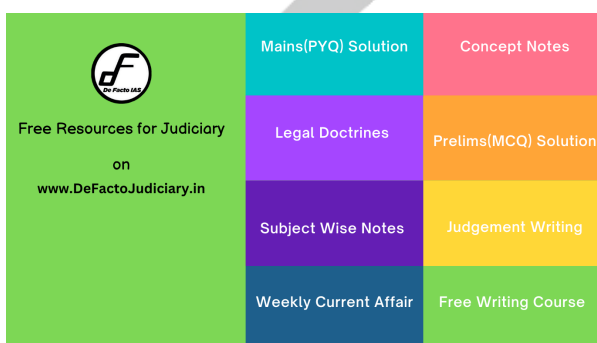 De Facto IAS
Free Resources for Judiciary
on
www.DeFactoJudiciary.in
Mains(PYQ) Solution
Concept Notes
Legal Doctrines
Prelims(MCQ) Solution
Subject Wise Notes
Judgement Writing
Weekly Current Affair
Free Writing Course